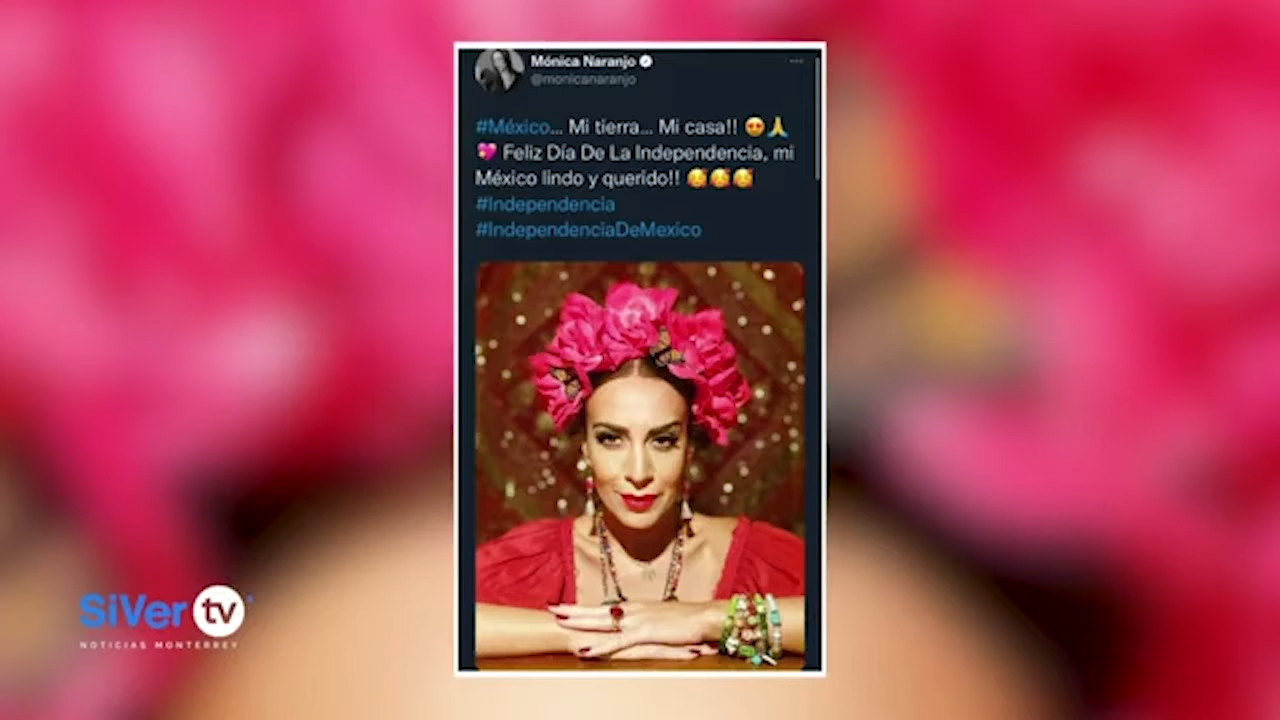 Mónica Naranjo
@monicanaranjo
#México... Mi tierra... Mi casa!! 😍🙏
💖 Feliz Día De La Independencia, mi
México lindo y querido!! 🥰🥰🥰
#Independencia
#IndependenciaDeMexico
SiVer tv
NOTICIAS MONTERREY